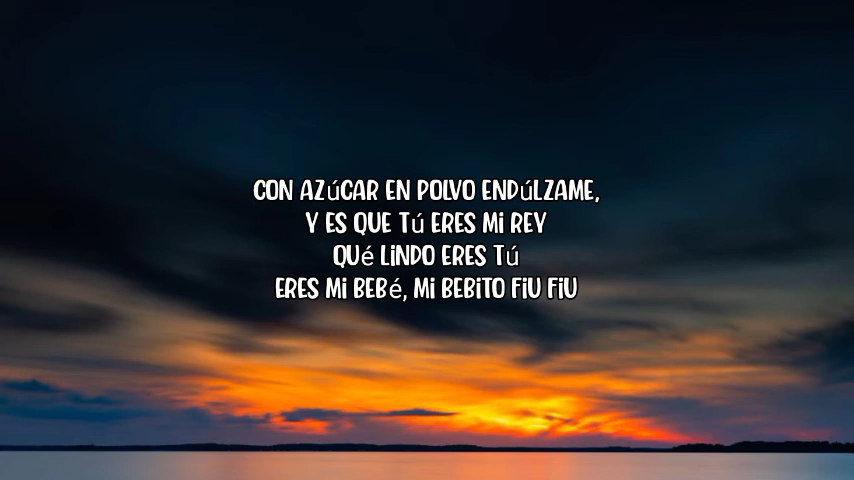 CON AZÚCAR EN POLVO ENDÚLZAME,
Y ES QUE TÚ ERES MI REY
QUÉ LINDO ERES TÚ
ERES MI BEBÉ, MI BEBITO FIU FIU